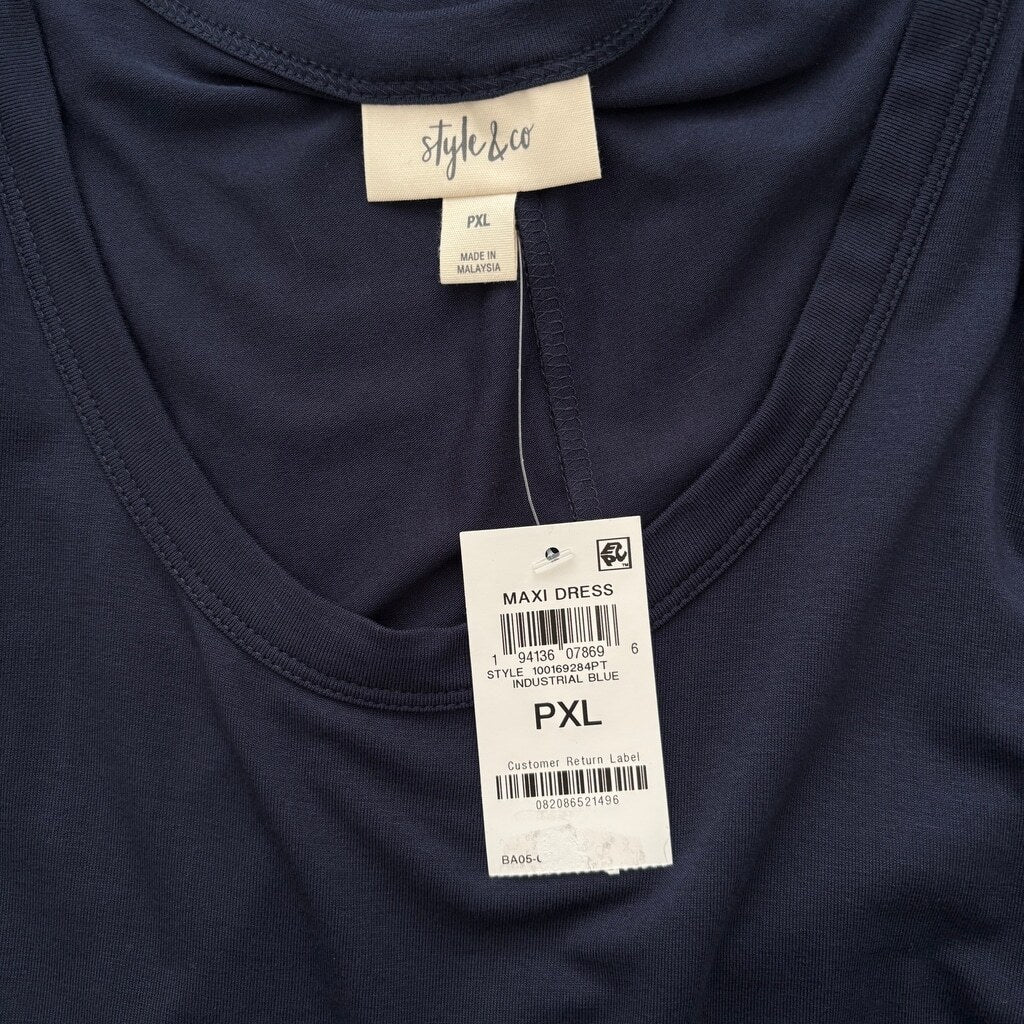 style & co
PXL
MADE IN
MALAYSIA
MAXI DRESS
1 94136 07869 6
STYLE 100169284PT
INDUSTRIAL BLUE
PXL
Customer Return Label
082086521496
BA05-